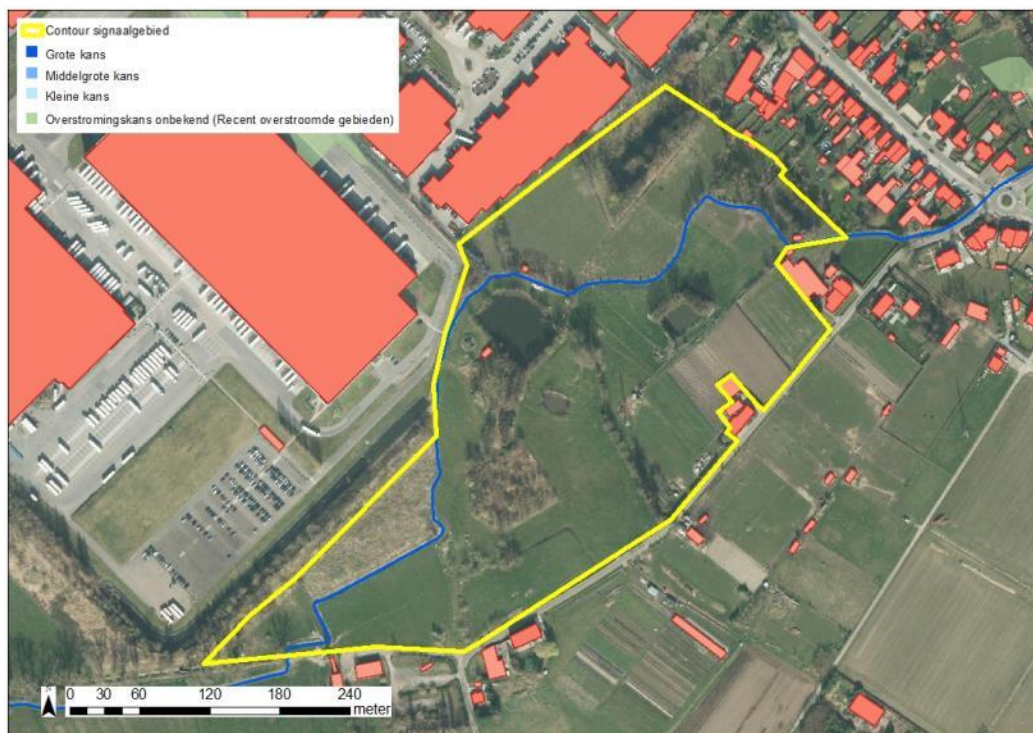 Contour signaalgebied
Grote kans
Middelgrote kans
Kleine kans
Overstromingskans onbekend (Recent overstroomde gebieden)
0 30 60 120 180 240
meter